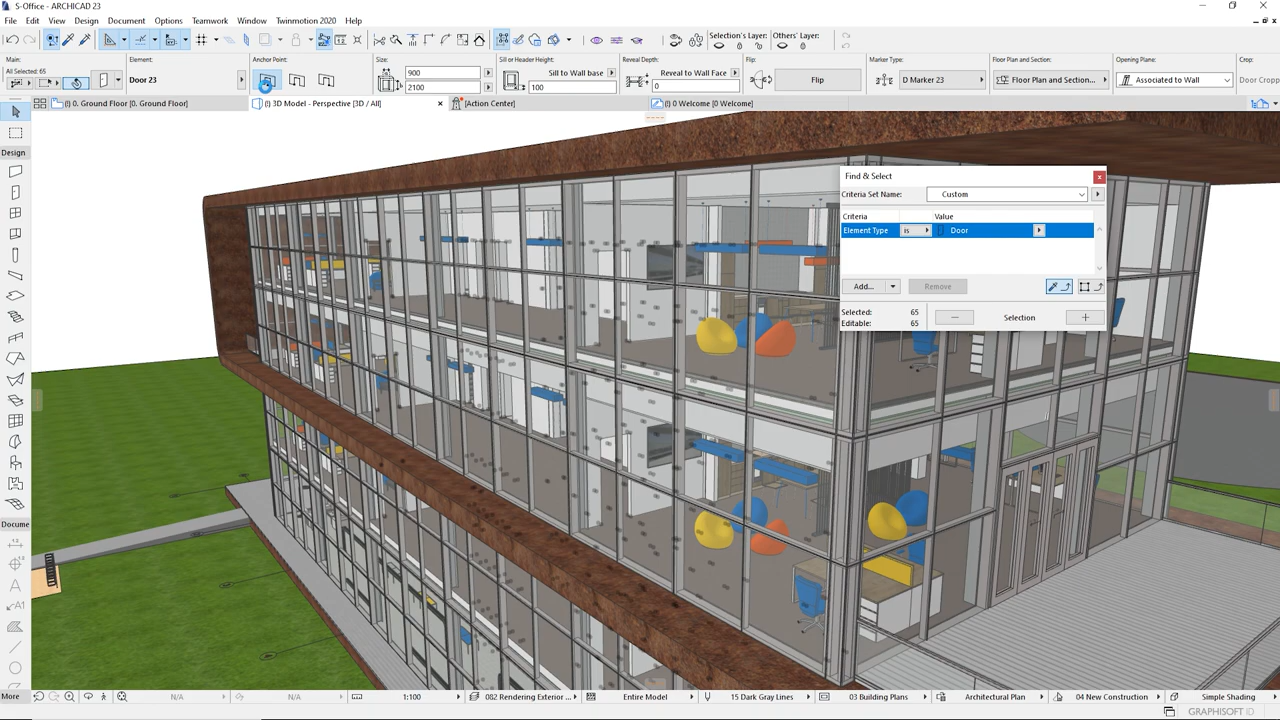 S-Office - ARCHICAD 23
File Edit View Design Document Options Teamwork Window Twinmotion 2020 Help
Selection's Layer: Others' Layer:
Main: Element: Anchor Point: Size: Sill or Header Height: Reveal Depth: Flip: Marker Type: Floor Plan and Section: Opening Plane: Crop:
All Selected: 65
Door 23
900
2100
Sill to Wall base
100
Reveal to Wall Face
0
Flip
D Marker 23
Floor Plan and Section...
Associated to Wall
Door Crop
(!) 0. Ground Floor [0. Ground Floor]
(!) 3D Model - Perspective [3D / All]
[Action Center]
(!) 0 Welcome [0 Welcome]
Design
Docume
More
Find & Select
Criteria Set Name: Custom
Criteria Value
Element Type is Door
Add... Remove
Selected: 65
Editable: 65
Selection
N/A N/A 1:100 082 Rendering Exterior ... Entire Model 15 Dark Gray Lines 03 Building Plans Architectural Plan 04 New Construction Simple Shading
GRAPHISOFT ID